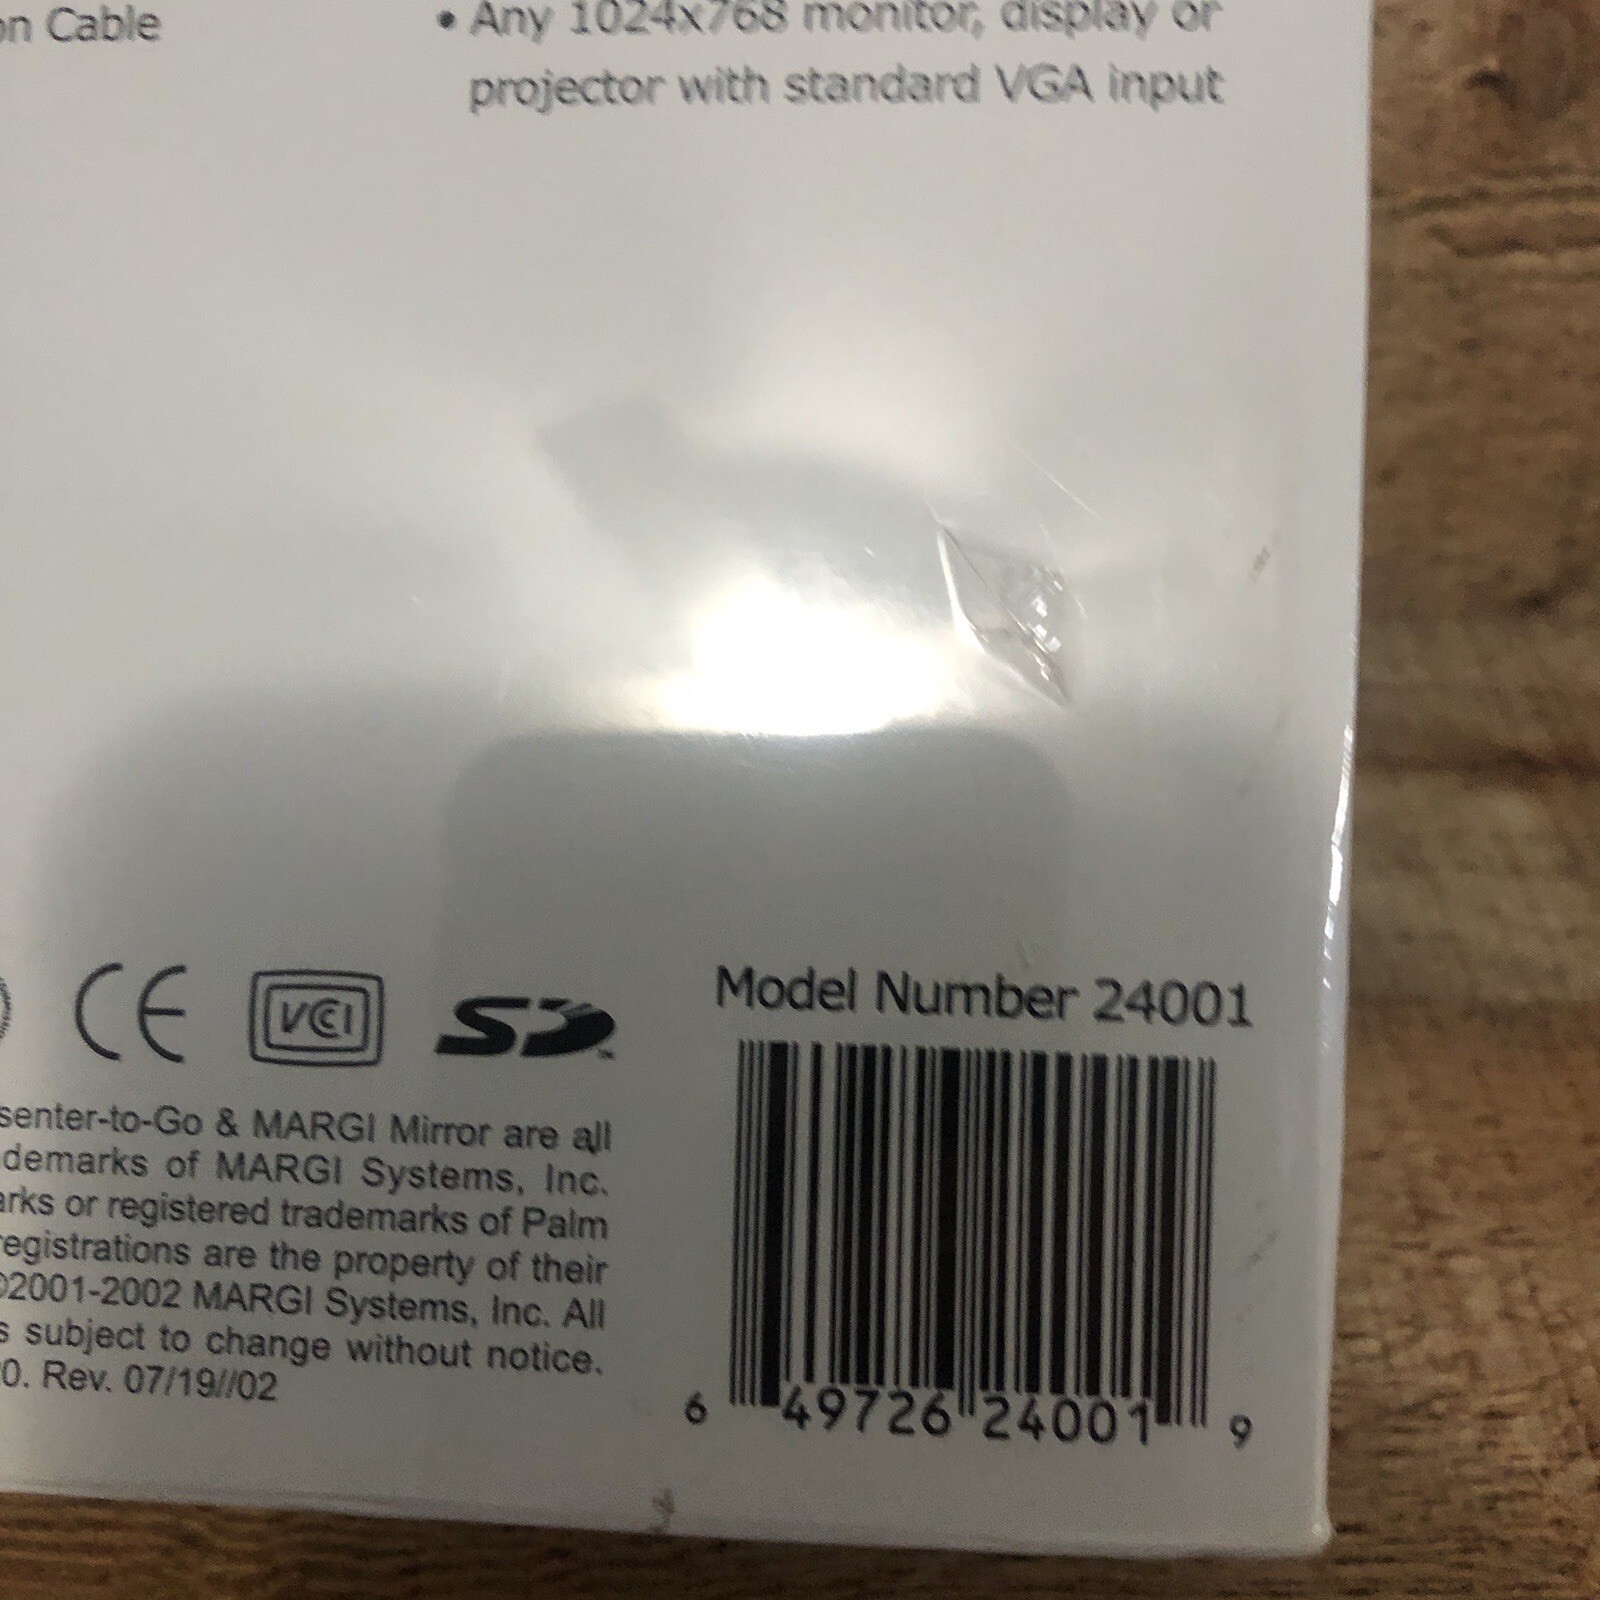 on Cable
• Any 1024x768 monitor, display or
projector with standard VGA input
CE
VCI
SD
TM
Model Number 24001
senter-to-Go & MARGI Mirror are all
demarks of MARGI Systems, Inc.
arks or registered trademarks of Palm
registrations are the property of their
©2001-2002 MARGI Systems, Inc. All
s subject to change without notice.
0. Rev. 07/19//02
6 49726 24001 9